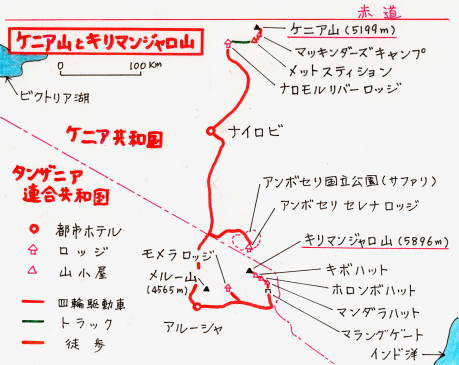 赤道
ケニア山とキリマンジャロ山
0 100 Km
ビクトリア湖
ケニア山(5199m)
マッキンダーズキャンプ
メットスティション
ナロモルリバーロッジ
ナイロビ
ケニア共和国
タンザニア
連合共和国
アンボセリ国立公園(サファリ)
アンボセリセレナロッジ
都市ホテル
ロッジ
山小屋
四輪駆動車
トラック
徒歩
モメラロッジ
メルー山
(4565m)
アルーシャ
キリマンジャロ山(5896m)
キボハット
ホロンボハット
マンダラハット
マラングゲート
インド洋